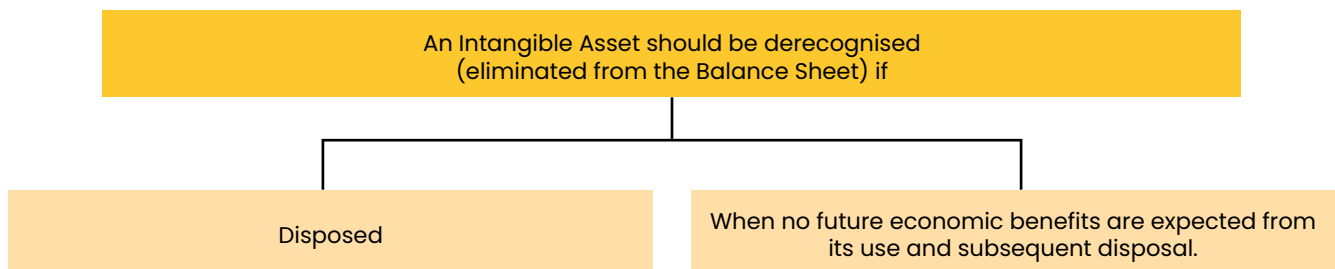 An Intangible Asset should be derecognised
(eliminated from the Balance Sheet) if
Disposed
When no future economic benefits are expected from
its use and subsequent disposal.